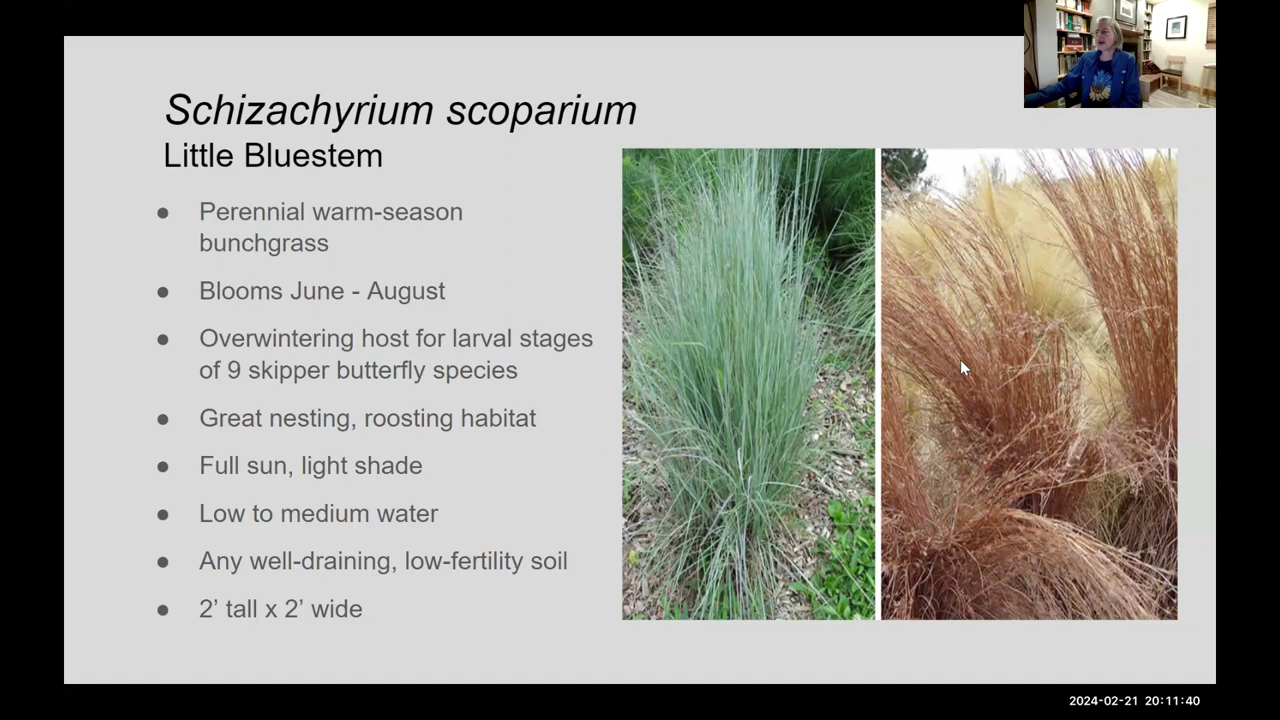 Schizachyrium scoparium
Little Bluestem
● Perennial warm-season
bunchgrass
● Blooms June - August
● Overwintering host for larval stages
of 9 skipper butterfly species
● Great nesting, roosting habitat
● Full sun, light shade
● Low to medium water
● Any well-draining, low-fertility soil
● 2’ tall x 2’ wide
2024-02-21 20:11:40